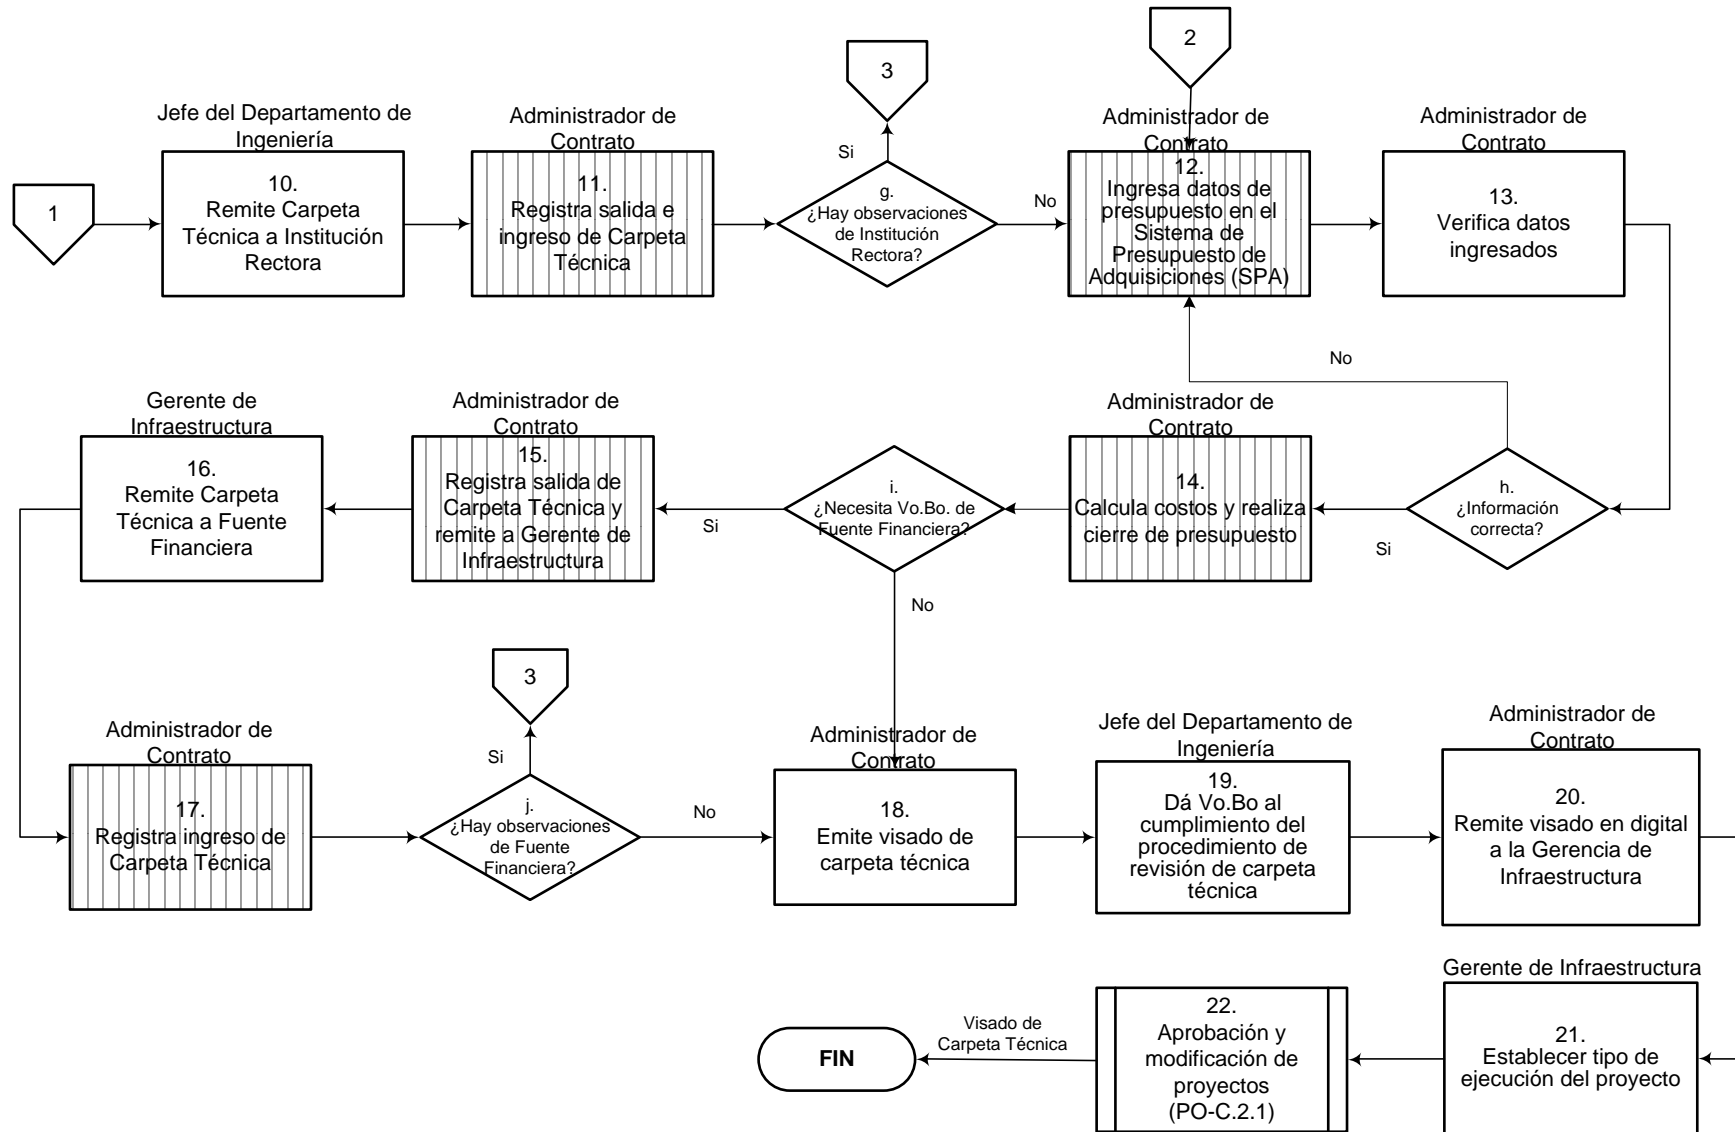 2
3
Jefe del Departamento de
Ingeniería
Administrador de
Contrato
Administrador de
Contrato
Administrador de
Contrato
1
10.
Remite Carpeta
Técnica a Institución
Rectora
11.
Registra salida e
ingreso de Carpeta
Técnica
Si
g.
¿Hay observaciones
de Institución
Rectora?
No
12.
Ingresa datos de
presupuesto en el
Sistema de
Presupuesto de
Adquisiciones (SPA)
13.
Verifica datos
ingresados
No
Gerente de
Infraestructura
Administrador de
Contrato
Administrador de
Contrato
16.
Remite Carpeta
Técnica a Fuente
Financiera
15.
Registra salida de
Carpeta Técnica y
remite a Gerente de
Infraestructura
Si
i.
¿Necesita Vo.Bo. de
Fuente Financiera?
No
14.
Calcula costos y realiza
cierre de presupuesto
Si
h.
¿Información
correcta?
3
Administrador de
Contrato
Administrador de
Contrato
Jefe del Departamento de
Ingeniería
Administrador de
Contrato
17.
Registra ingreso de
Carpeta Técnica
Si
j.
¿Hay observaciones
de Fuente
Financiera?
No
18.
Emite visado de
carpeta técnica
19.
Dá Vo.Bo al
cumplimiento del
procedimiento de
revisión de carpeta
técnica
20.
Remite visado en digital
a la Gerencia de
Infraestructura
Gerente de Infraestructura
FIN
Visado de
Carpeta Técnica
22.
Aprobación y
modificación de
proyectos
(PO-C.2.1)
21.
Establecer tipo de
ejecución del proyecto